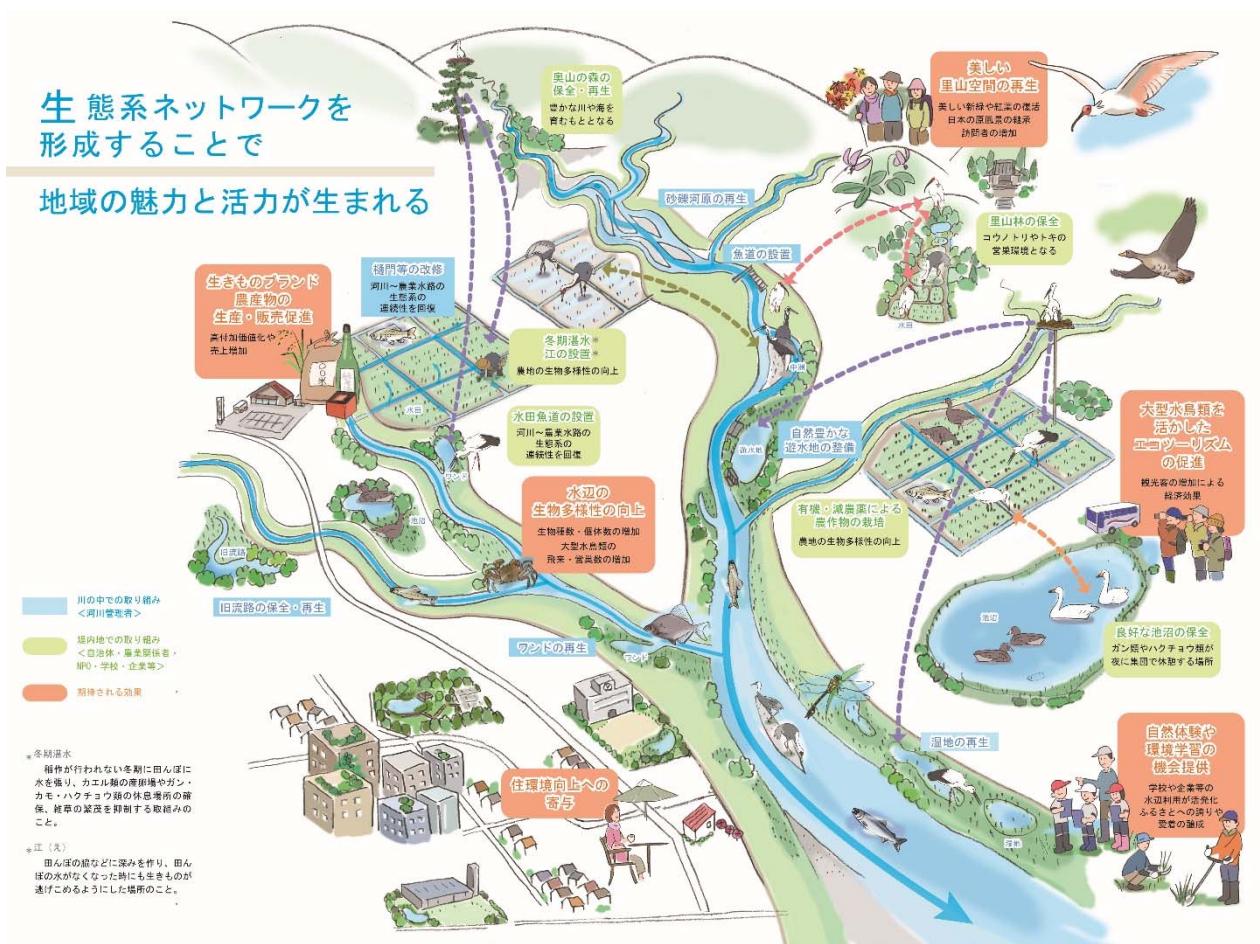 生態系ネットワークを
形成することで
地域の魅力と活力が生まれる
奥山の森の
保全・再生
豊かな川や海を
育むもととなる
美しい
里山空間の再生
美しい新緑や紅葉の復活
日本の原風景の継承
訪問者の増加
砂礫河原の再生
魚道の設置
里山林の保全
コウノトリやトキの
営巣環境となる
水田
生きものブランド
農産物の
生産・販売促進
高付加価値化や
売上増加
〇〇米
樋門等の改修
河川〜農業水路の
生態系の
連続性を回復
冬期湛水*
江の設置*
農地の生物多様性の向上
中洲
水田
水田魚道の設置
河川〜農業水路の
生態系の
連続性を回復
ワンド
自然豊かな
遊水地の整備
遊水地
大型水鳥類を
活かした
エコツーリズム
の促進
観光客の増加による
経済効果
水辺の
生物多様性の向上
生物種数・個体数の増加
大型水鳥類の
飛来・営巣数の増加
有機・減農薬による
農作物の栽培
農地の生物多様性の向上
池沼
旧流路
旧流路の保全・再生
池沼
良好な池沼の保全
ガン類やハクチョウ類が
夜に集団で休憩する場所
ワンドの再生
ワンド
川の中での取り組み
<河川管理者>
堤内地での取り組み
<自治体・農業関係者・
NPO・学校・企業等>
期待される効果
湿地の再生
湿地
自然体験や
環境学習の
機会提供
学校や企業等の
水辺利用が活発化
ふるさとへの誇りや
愛着の醸成
住環境向上への
寄与
*冬期湛水
稲作が行われない冬期に田んぼに
水を張り、カエル類の産卵場やガン・
カモ・ハクチョウ類の休息場所の確
保、雑草の繁茂を抑制する取組みの
こと。
*江(え)
田んぼの脇などに深みを作り、田ん
ぼの水がなくなった時にも生きものが
逃げこめるようにした場所のこと。